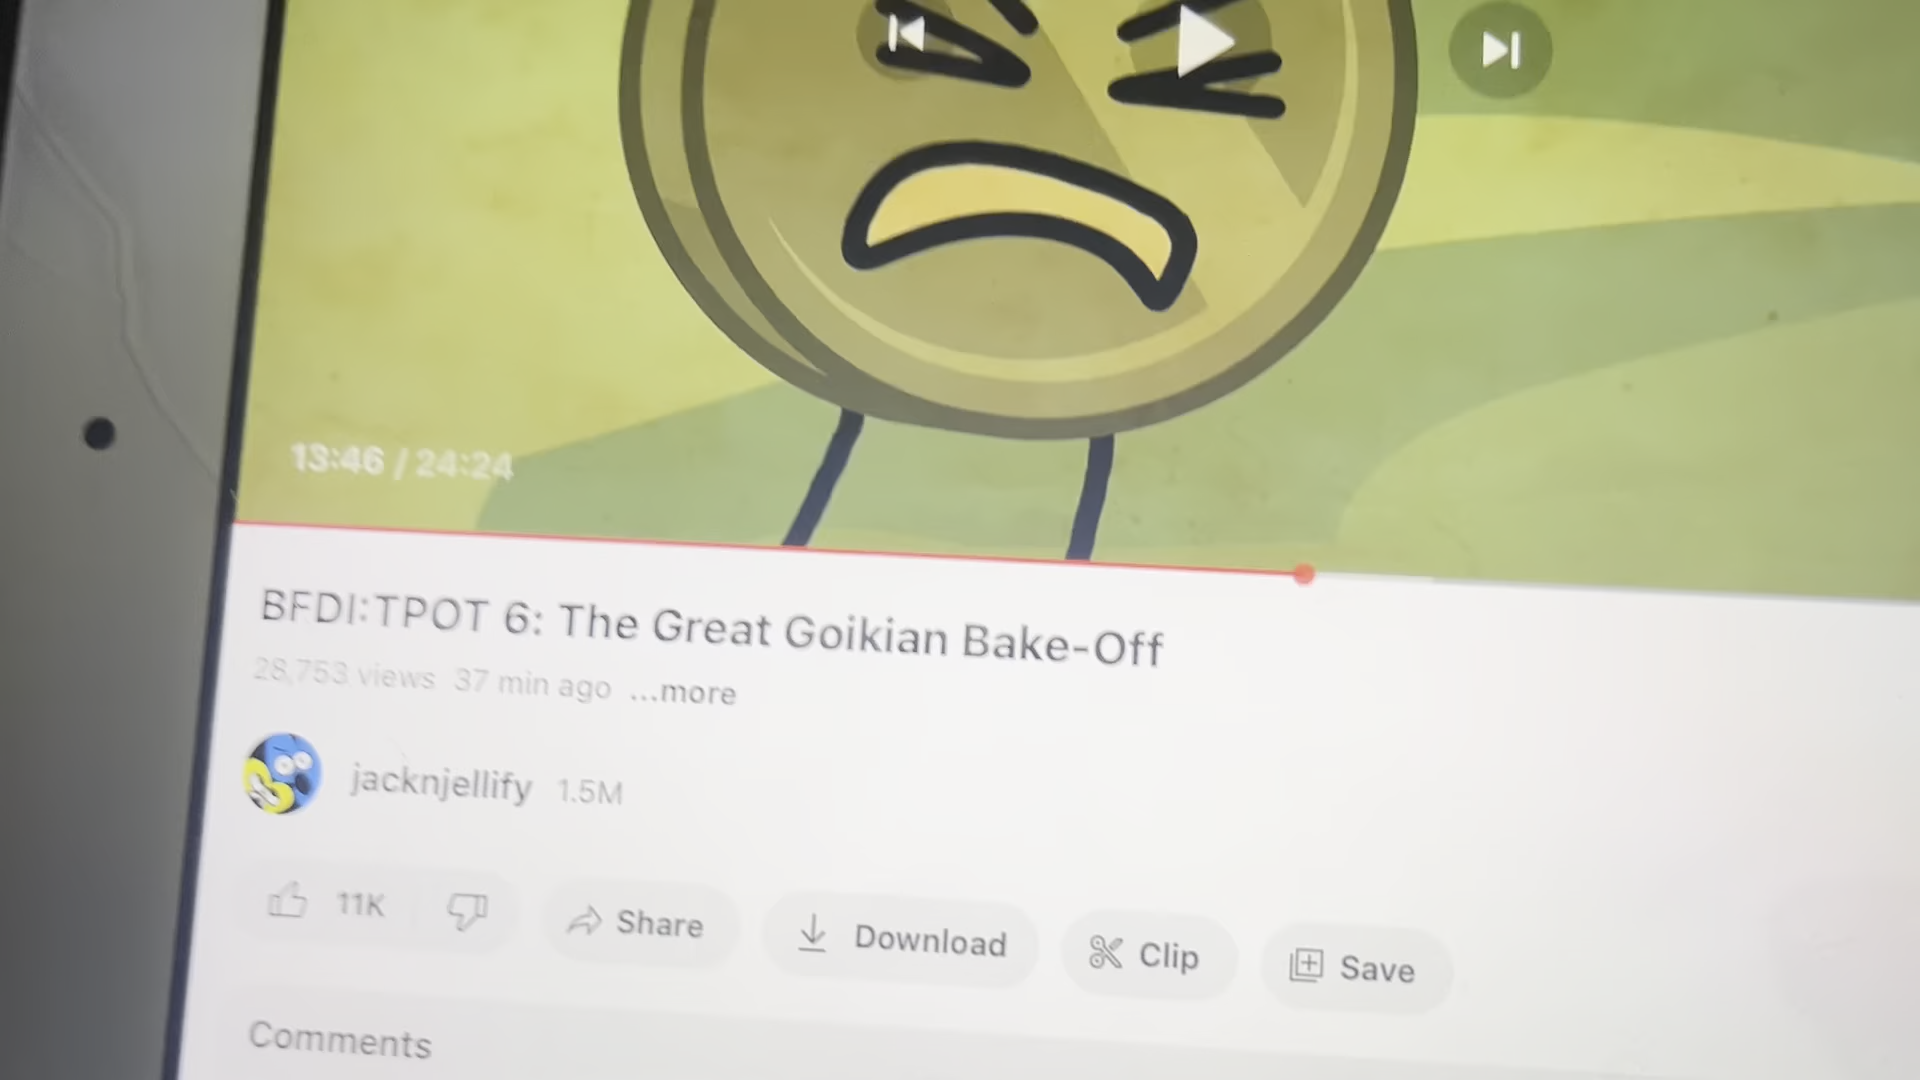 13:46 / 24:24
BFDI:TPOT 6: The Great Goikian Bake-Off
28,753 views 37 min ago ...more
jacknjellify 1.5M
11K Share Download Clip Save
Comments